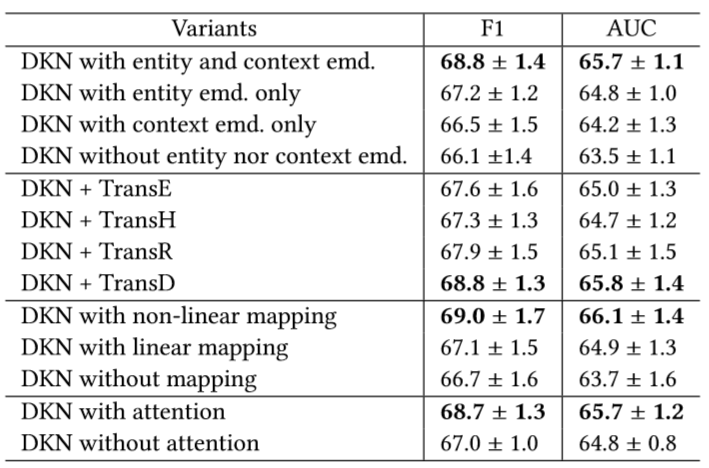 Variants F1 AUC
DKN with entity and context emd. 68.8 ± 1.4 65.7 ± 1.1
DKN with entity emd. only 67.2 ± 1.2 64.8 ± 1.0
DKN with context emd. only 66.5 ± 1.5 64.2 ± 1.3
DKN without entity nor context emd. 66.1 ±1.4 63.5 ± 1.1
DKN + TransE 67.6 ± 1.6 65.0 ± 1.3
DKN + TransH 67.3 ± 1.3 64.7 ± 1.2
DKN + TransR 67.9 ± 1.5 65.1 ± 1.5
DKN + TransD 68.8 ± 1.3 65.8 ± 1.4
DKN with non-linear mapping 69.0 ± 1.7 66.1 ± 1.4
DKN with linear mapping 67.1 ± 1.5 64.9 ± 1.3
DKN without mapping 66.7 ± 1.6 63.7 ± 1.6
DKN with attention 68.7 ± 1.3 65.7 ± 1.2
DKN without attention 67.0 ± 1.0 64.8 ± 0.8